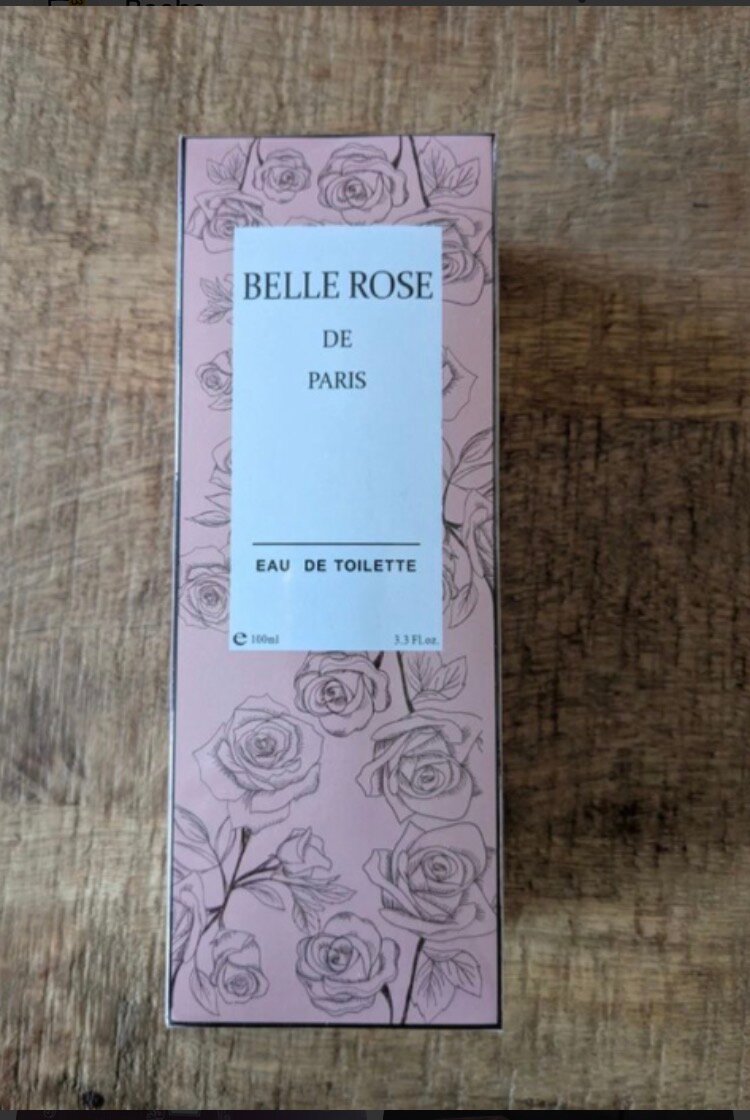 BELLE ROSE
DE
PARIS
EAU DE TOILETTE
℮ 100ml 3.3 Fl.oz.